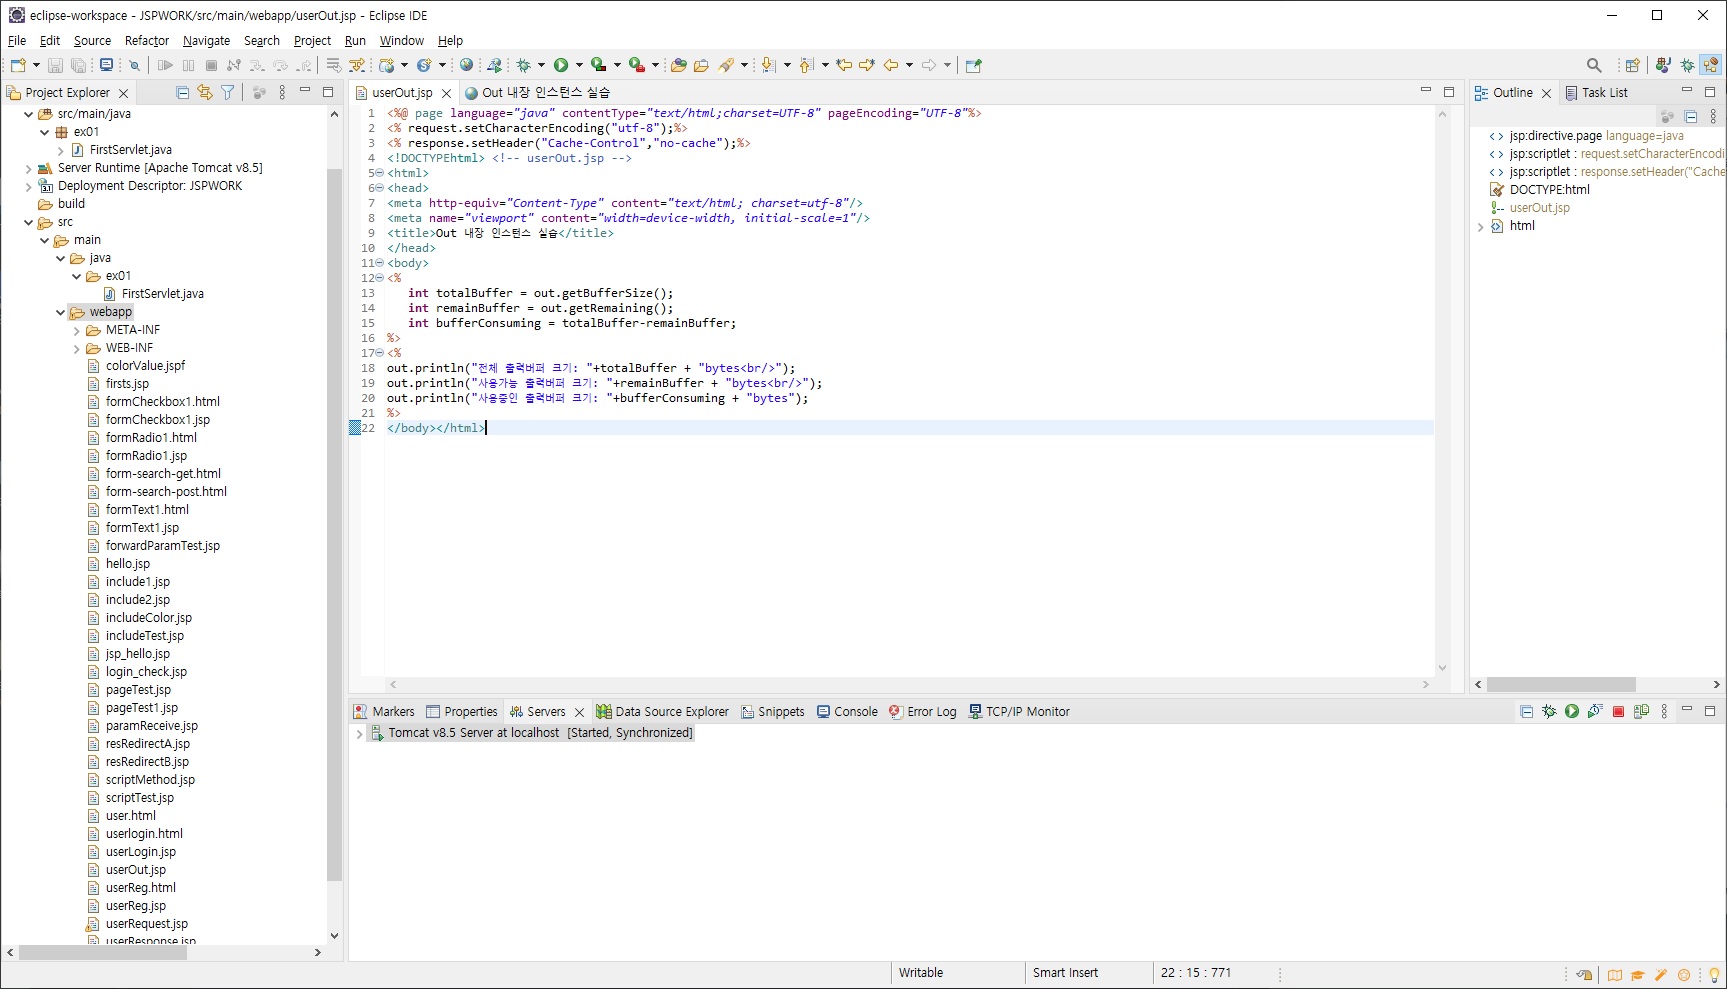 eclipse-workspace - JSPWORK/src/main/webapp/userOut.jsp - Eclipse IDE
File Edit Source Refactor Navigate Search Project Run Window Help
Project Explorer
src/main/java
ex01
FirstServlet.java
Server Runtime [Apache Tomcat v8.5]
Deployment Descriptor: JSPWORK
build
src
main
java
ex01
FirstServlet.java
webapp
META-INF
WEB-INF
colorValue.jspf
firsts.jsp
formCheckbox1.html
formCheckbox1.jsp
formRadio1.html
formRadio1.jsp
form-search-get.html
form-search-post.html
formText1.html
formText1.jsp
forwardParamTest.jsp
hello.jsp
include1.jsp
include2.jsp
includeColor.jsp
includeTest.jsp
jsp_hello.jsp
login_check.jsp
pageTest.jsp
pageTest1.jsp
paramReceive.jsp
resRedirectA.jsp
resRedirectB.jsp
scriptMethod.jsp
scriptTest.jsp
user.html
userlogin.html
userLogin.jsp
userOut.jsp
userReg.html
userReg.jsp
userRequest.jsp
userResponse.jsp
userOut.jsp Out 내장 인스턴스 실습
1 <%@ page language="java" contentType="text/html;charset=UTF-8" pageEncoding="UTF-8"%>
2 <% request.setCharacterEncoding("utf-8");%>
3 <% response.setHeader("Cache-Control","no-cache");%>
4 <!DOCTYPEhtml> <!-- userOut.jsp -->
5 <html>
6 <head>
7 <meta http-equiv="Content-Type" content="text/html; charset=utf-8"/>
8 <meta name="viewport" content="width=device-width, initial-scale=1"/>
9 <title>Out 내장 인스턴스 실습</title>
10 </head>
11 <body>
12 <%
13 int totalBuffer = out.getBufferSize();
14 int remainBuffer = out.getRemaining();
15 int bufferConsuming = totalBuffer-remainBuffer;
16 %>
17 <%
18 out.println("전체 출력버퍼 크기: "+totalBuffer + "bytes<br/>");
19 out.println("사용가능 출력버퍼 크기: "+remainBuffer + "bytes<br/>");
20 out.println("사용중인 출력버퍼 크기: "+bufferConsuming + "bytes");
21 %>
22 </body></html>
Outline Task List
jsp:directive.page language=java
jsp:scriptlet : request.setCharacterEncodi
jsp:scriptlet : response.setHeader("Cache
DOCTYPE:html
userOut.jsp
html
Markers Properties Servers Data Source Explorer Snippets Console Error Log TCP/IP Monitor
Tomcat v8.5 Server at localhost [Started, Synchronized]
Writable Smart Insert 22 : 15 : 771